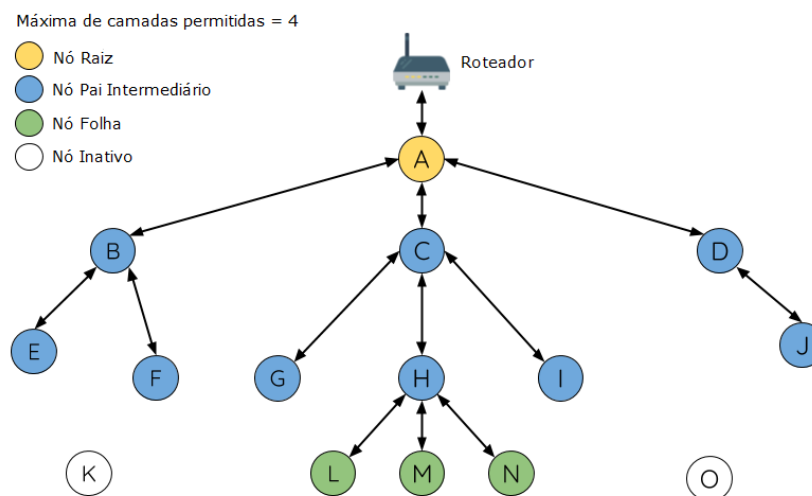 Máxima de camadas permitidas = 4
Nó Raiz
Roteador
Nó Pai Intermediário
Nó Folha
Nó Inativo
A
B
C
D
E
F
G
H
I
J
K
L
M
N
O